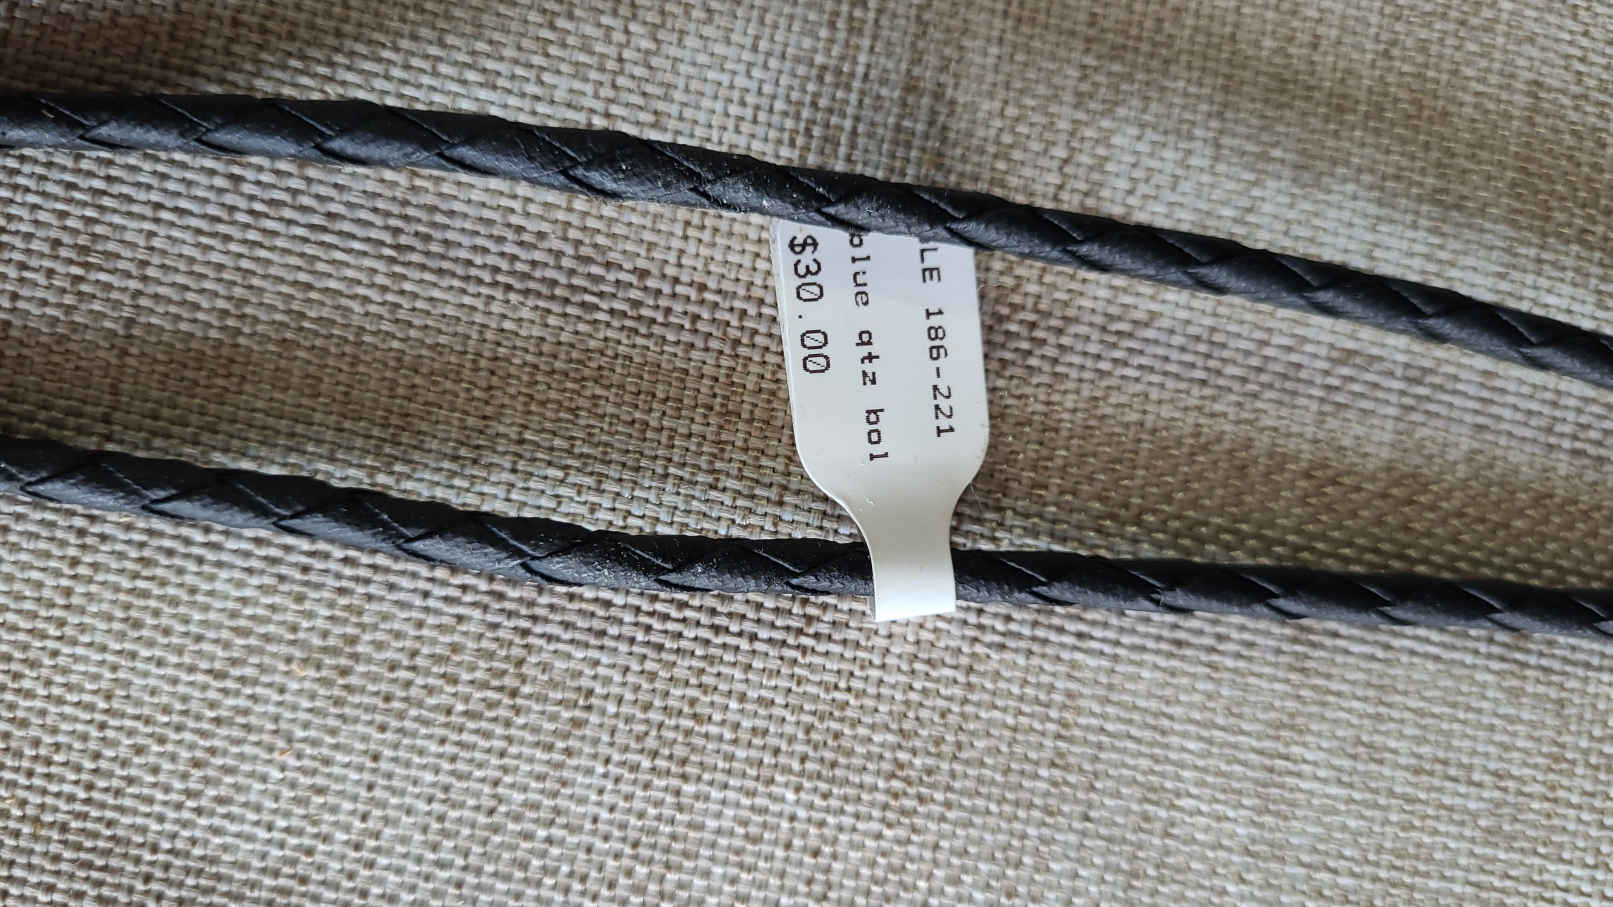 LE 186-221
blue qtz bol
$30.00